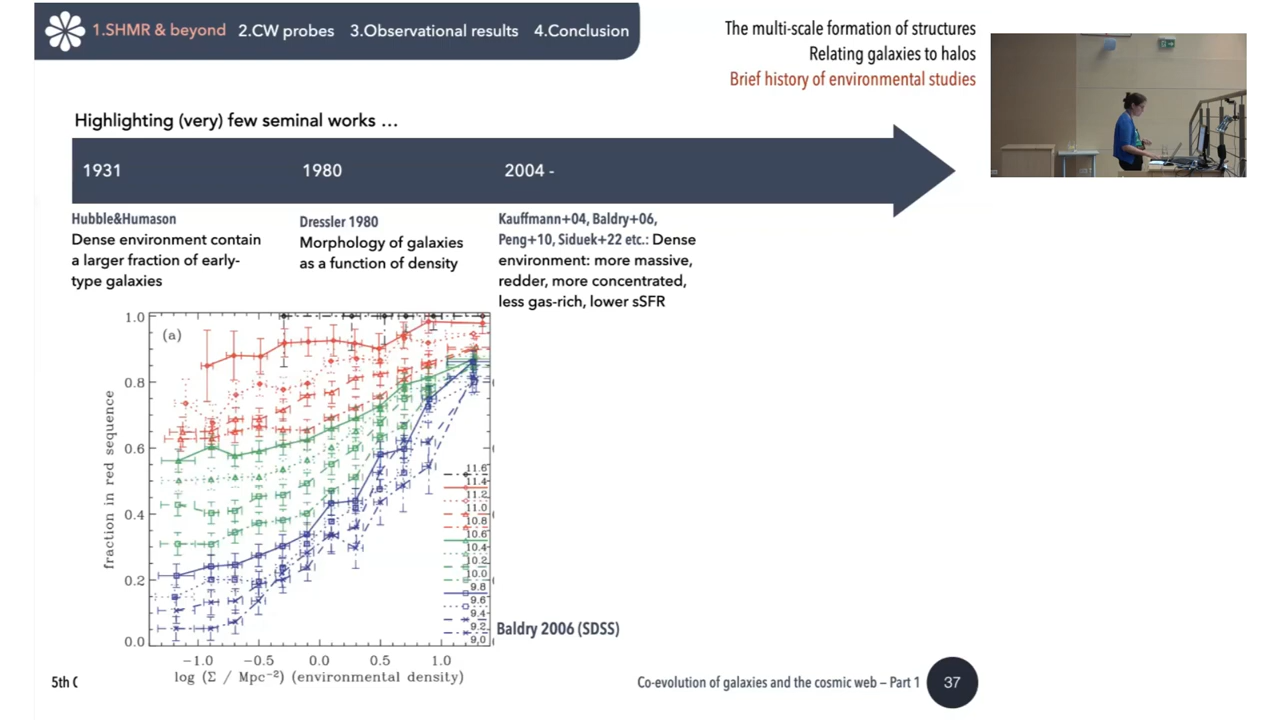 1.SHMR & beyond 2.CW probes 3.Observational results 4.Conclusion
The multi-scale formation of structures
Relating galaxies to halos
Brief history of environmental studies
Highlighting (very) few seminal works …
1931 1980 2004 -
Hubble&Humason
Dense environment contain
a larger fraction of early-
type galaxies
Dressler 1980
Morphology of galaxies
as a function of density
Kauffmann+04, Baldry+06,
Peng+10, Siduek+22 etc.: Dense
environment: more massive,
redder, more concentrated,
less gas-rich, lower sSFR
(a)
fraction in red sequence
1.0
0.8
0.6
0.4
0.2
0.0
11.6
11.4
11.2
11.0
10.8
10.6
10.4
10.2
10.0
9.8
9.6
9.4
9.2
9.0
−1.0 −0.5 0.0 0.5 1.0
log (Σ / Mpc⁻²) (environmental density)
Baldry 2006 (SDSS)
5th C
Co-evolution of galaxies and the cosmic web – Part 1 37